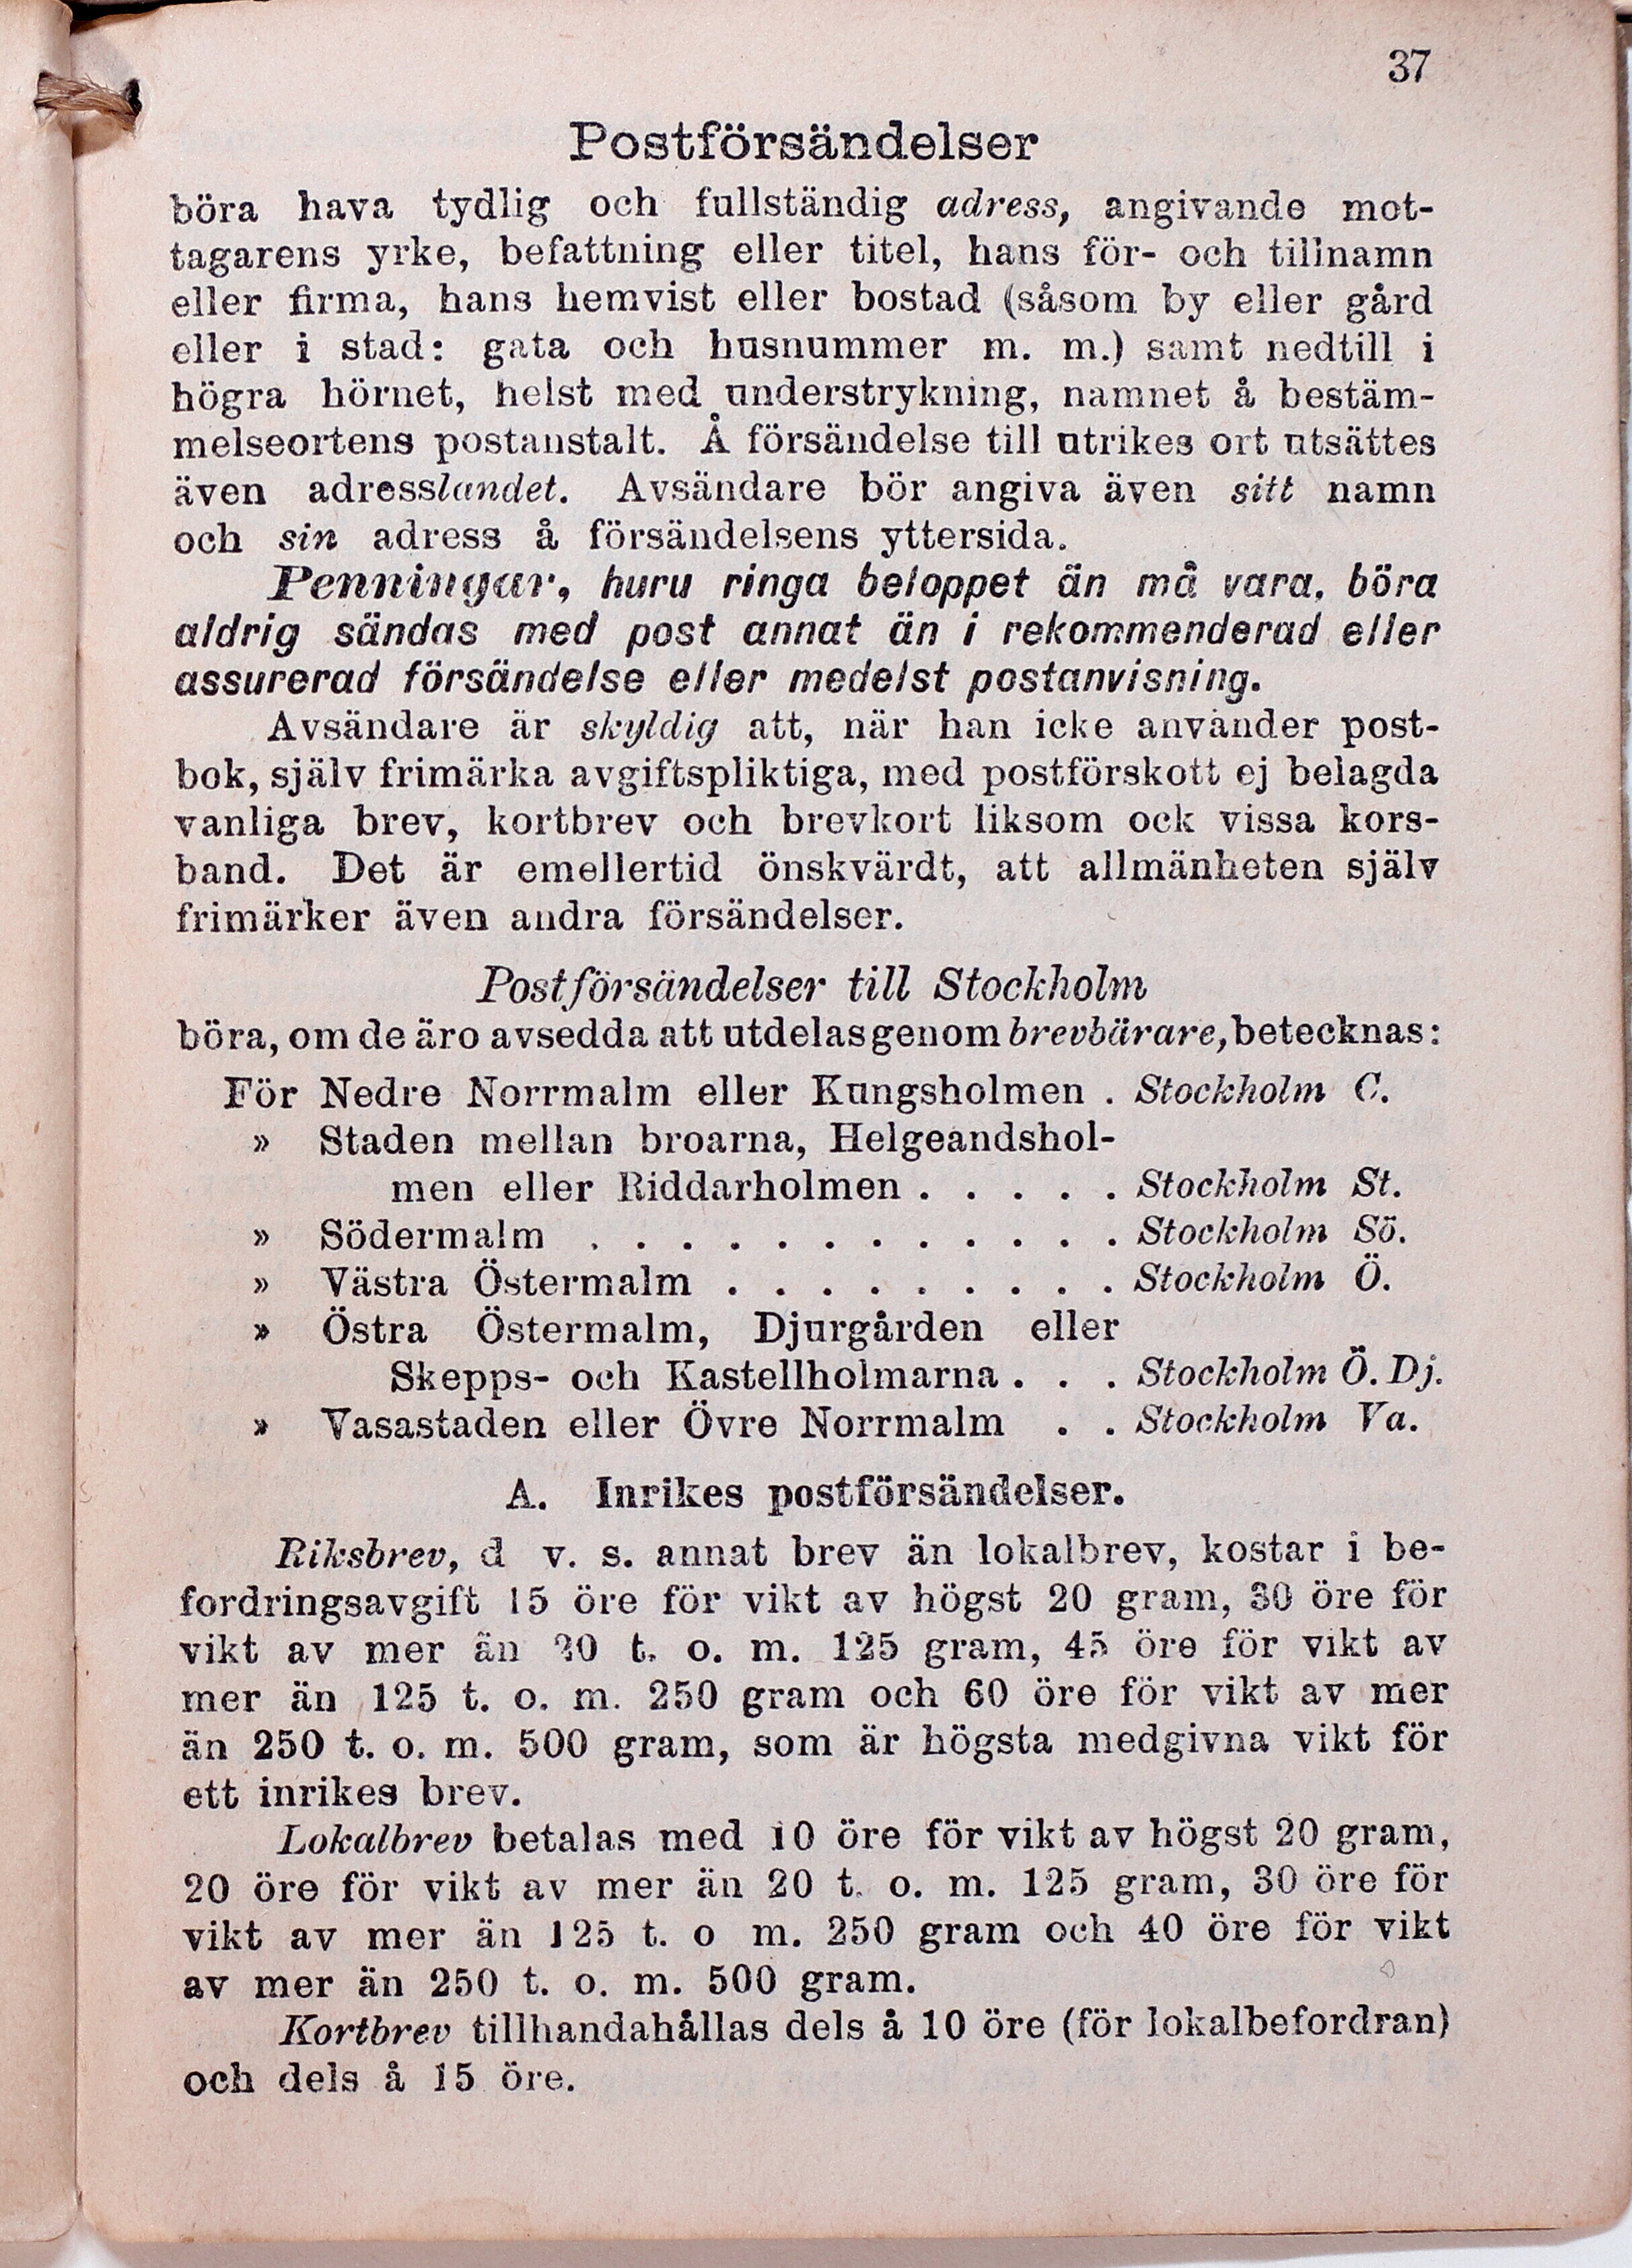 37
Postförsändelser
böra hava tydlig och fullständig adress, angivande mot-
tagarens yrke, befattning eller titel, hans för- och tillnamn
eller firma, hans hemvist eller bostad (såsom by eller gård
eller i stad: gata och husnummer m. m.) samt nedtill i
högra hörnet, helst med understrykning, namnet å bestäm-
melseortens postanstalt. Å försändelse till utrikes ort utsättes
även adresslandet. Avsändare bör angiva även sitt namn
och sin adress å försändelsens yttersida.
Penningar, huru ringa beloppet än må vara, böra
aldrig sändas med post annat än i rekommenderad eller
assurerad försändelse eller medelst postanvisning.
Avsändare är skyldig att, när han icke använder post-
bok, själv frimärka avgiftspliktiga, med postförskott ej belagda
vanliga brev, kortbrev och brevkort liksom ock vissa kors-
band. Det är emellertid önskvärdt, att allmänheten själv
frimärker även andra försändelser.
Postförsändelser till Stockholm
böra, om de äro avsedda att utdelas genom brevbärare, betecknas:
För Nedre Norrmalm eller Kungsholmen . Stockholm C.
» Staden mellan broarna, Helgeandshol-
men eller Riddarholmen . . . . . Stockholm St.
» Södermalm . . . . . . . . . . . . Stockholm Sö.
» Västra Östermalm . . . . . . . . . Stockholm Ö.
» Östra Östermalm, Djurgården eller
Skepps- och Kastellholmarna . . . Stockholm Ö. Dj.
» Vasastaden eller Övre Norrmalm . . Stockholm Va.
A. Inrikes postförsändelser.
Riksbrev, d v. s. annat brev än lokalbrev, kostar i be-
fordringsavgift 15 öre för vikt av högst 20 gram, 30 öre för
vikt av mer än 20 t. o. m. 125 gram, 45 öre för vikt av
mer än 125 t. o. m. 250 gram och 60 öre för vikt av mer
än 250 t. o. m. 500 gram, som är högsta medgivna vikt för
ett inrikes brev.
Lokalbrev betalas med 10 öre för vikt av högst 20 gram,
20 öre för vikt av mer än 20 t. o. m. 125 gram, 30 öre för
vikt av mer än 125 t. o m. 250 gram och 40 öre för vikt
av mer än 250 t. o. m. 500 gram.
Kortbrev tillhandahållas dels å 10 öre (för lokalbefordran)
och dels å 15 öre.